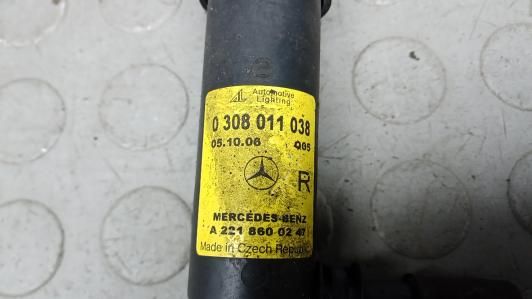 Automotive
Lighting
0 308 011 038
05.10.06 Q05
R
MERCEDES-BENZ
A 221 860 02 47
Made in Czech Republic